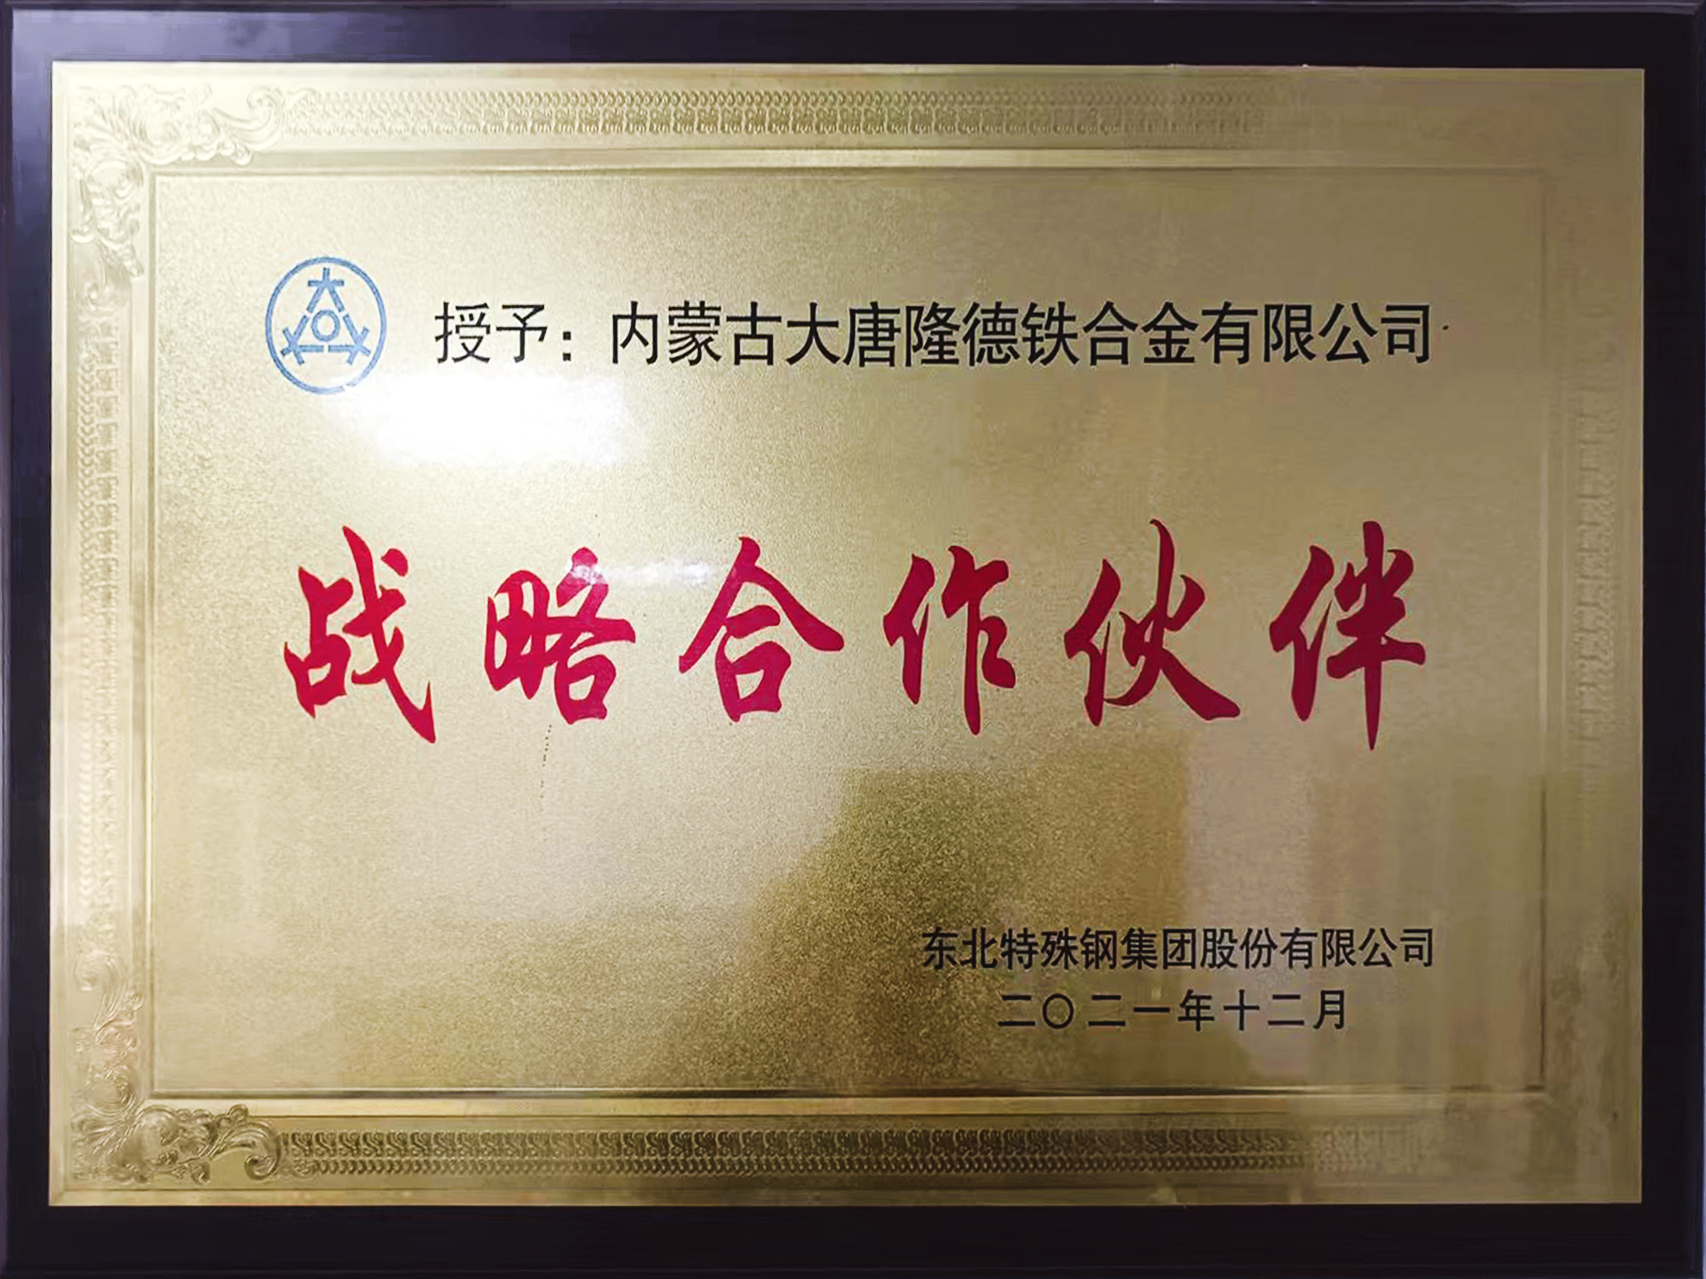 授予：内蒙古大唐隆德铁合金有限公司
战略合作伙伴
东北特殊钢集团股份有限公司
二〇二一年十二月